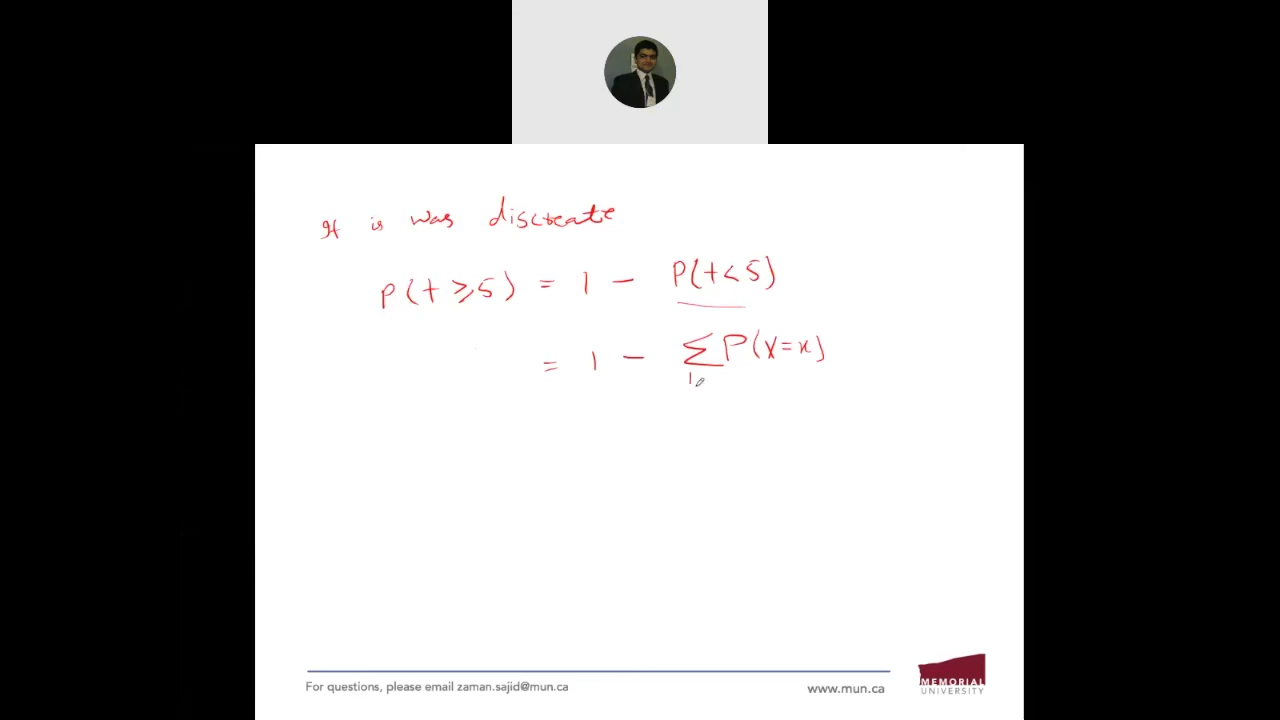 If is was discreate
P(t ≥ 5) = 1 - P(t < 5)
= 1 - ∑ P(X = x)
1
For questions, please email zaman.sajid@mun.ca
www.mun.ca
MEMORIAL
UNIVERSITY